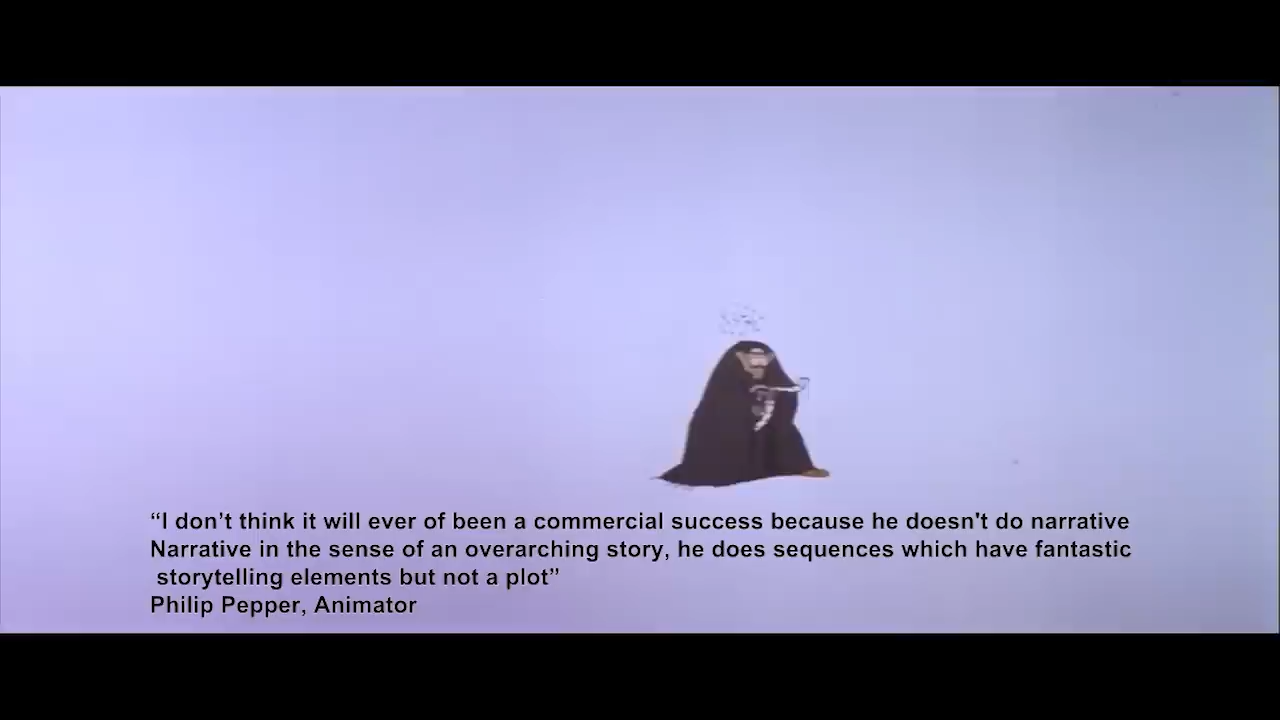 “I don’t think it will ever of been a commercial success because he doesn't do narrative
Narrative in the sense of an overarching story, he does sequences which have fantastic
storytelling elements but not a plot”
Philip Pepper, Animator